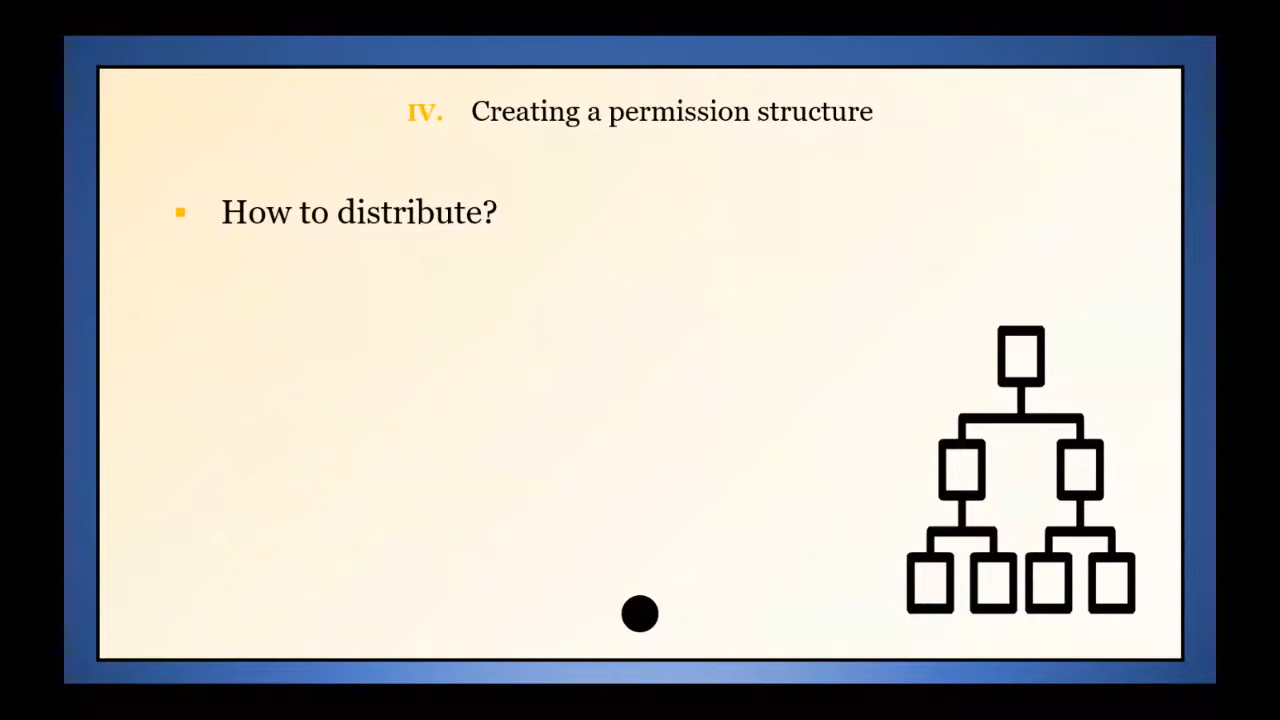 IV. Creating a permission structure
▪ How to distribute?